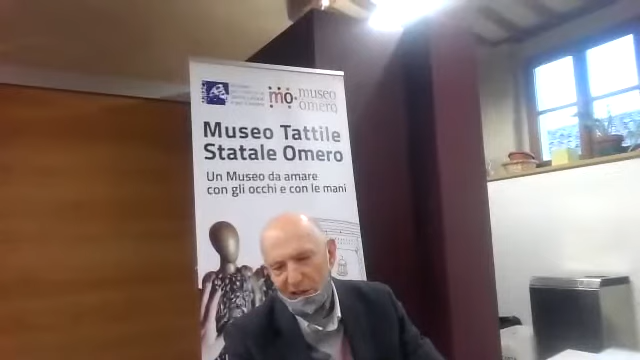 mo museo
omero
Museo Tattile
Statale Omero
Un Museo da amare
con gli occhi e con le mani